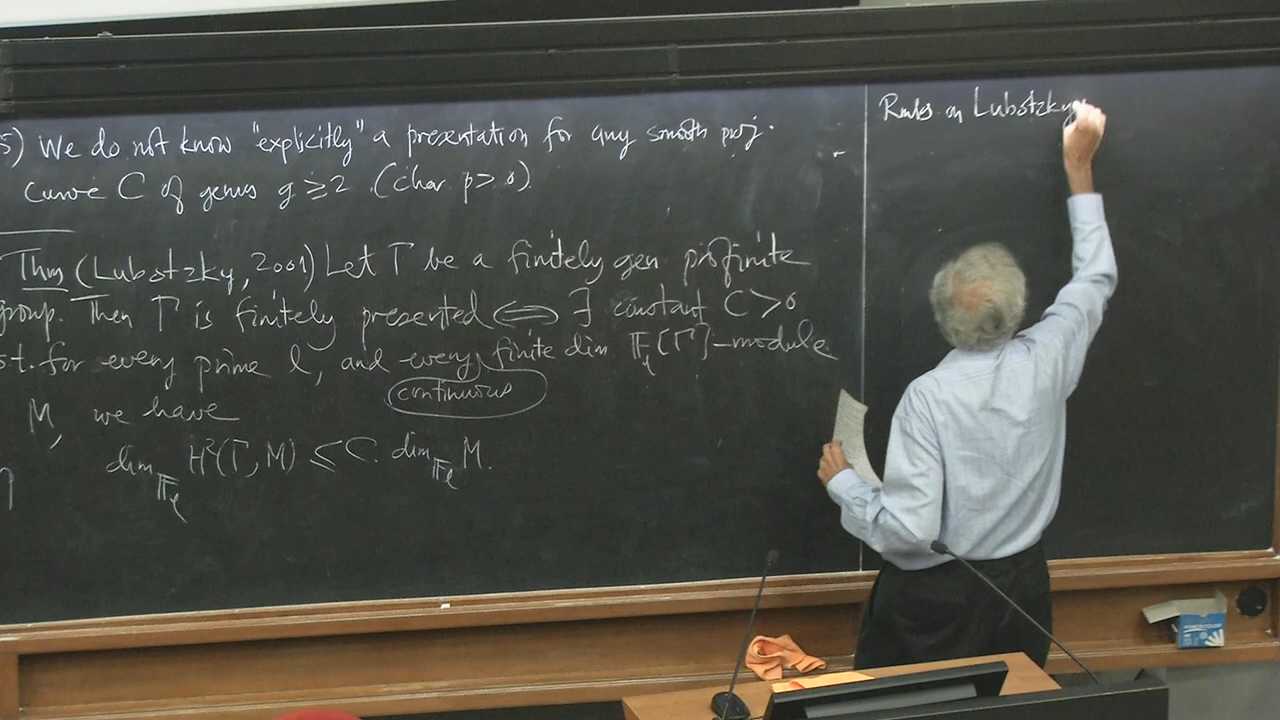 5) We do not know "explicitly" a presentation for any smooth proj.
curve C of genus g ≥ 2 (char p > 0)
Thm (Lubotzky, 2001) Let Γ be a finitely gen profinite
group. Then Γ is finitely presented ⟺ ∃ constant C > 0
st. for every prime ℓ, and every finite dim 𝔽_ℓ[Γ]-module
(continuous)
M, we have
dim_{𝔽_ℓ} H²(Γ, M) ≤ C. dim_{𝔽_ℓ} M.
Rmks on Lubotzky